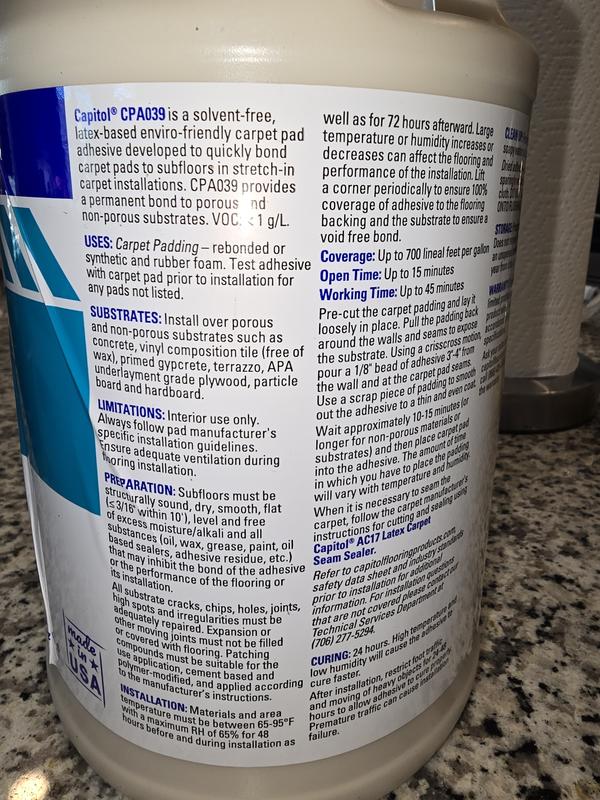 Capitol® CPA039 is a solvent-free,
latex-based enviro-friendly carpet pad
adhesive developed to quickly bond
carpet pads to subfloors in stretch-in
carpet installations. CPA039 provides
a permanent bond to porous and
non-porous substrates. VOC: < 1 g/L.
USES: Carpet Padding – rebonded or
synthetic and rubber foam. Test adhesive
with carpet pad prior to installation for
any pads not listed.
SUBSTRATES: Install over porous
and non-porous substrates such as
concrete, vinyl composition tile (free of
wax), primed gypcrete, terrazzo, APA
underlayment grade plywood, particle
board and hardboard.
LIMITATIONS: Interior use only.
Always follow pad manufacturer's
specific installation guidelines.
Ensure adequate ventilation during
flooring installation.
PREPARATION: Subfloors must be
structurally sound, dry, smooth, flat
(≤3/16" within 10'), level and free
of excess moisture/alkali and all
substances (oil, wax, grease, paint, oil
based sealers, adhesive residue, etc.)
that may inhibit the bond of the adhesive
or the performance of the flooring or
its installation.
All substrate cracks, chips, holes, joints,
high spots and irregularities must be
adequately repaired. Expansion or
other moving joints must not be filled
or covered with flooring. Patching
compounds must be suitable for the
use application, cement based and
polymer-modified, and applied according
to the manufacturer's instructions.
INSTALLATION: Materials and area
temperature must be between 65-95°F
with a maximum RH of 65% for 48
hours before and during installation as
made
in
USA
well as for 72 hours afterward. Large
temperature or humidity increases or
decreases can affect the flooring and
performance of the installation. Lift
a corner periodically to ensure 100%
coverage of adhesive to the flooring
backing and the substrate to ensure a
void free bond.
Coverage: Up to 700 lineal feet per gallon
Open Time: Up to 15 minutes
Working Time: Up to 45 minutes
Pre-cut the carpet padding and lay it
loosely in place. Pull the padding back
around the walls and seams to expose
the substrate. Using a crisscross motion,
pour a 1/8" bead of adhesive 3"-4" from
the wall and at the carpet pad seams.
Use a scrap piece of padding to smooth
out the adhesive to a thin and even coat.
Wait approximately 10-15 minutes (or
longer for non-porous materials or
substrates) and then place carpet pad
into the adhesive. The amount of time
in which you have to place the padding
will vary with temperature and humidity.
When it is necessary to seam the
carpet, follow the carpet manufacturer's
instructions for cutting and sealing using
Capitol® AC17 Latex Carpet
Seam Sealer.
Refer to capitolflooringproducts.com,
safety data sheet and industry standards
prior to installation for additional
information. For installation questions
that are not covered please contact our
Technical Services Department at
(706) 277-5294.
CURING: 24 hours. High temperature and
low humidity will cause the adhesive to
cure faster.
After installation, restrict foot traffic
and moving of heavy objects for 24-48
hours to allow adhesive to cure properly.
Premature traffic can cause installation
failure.